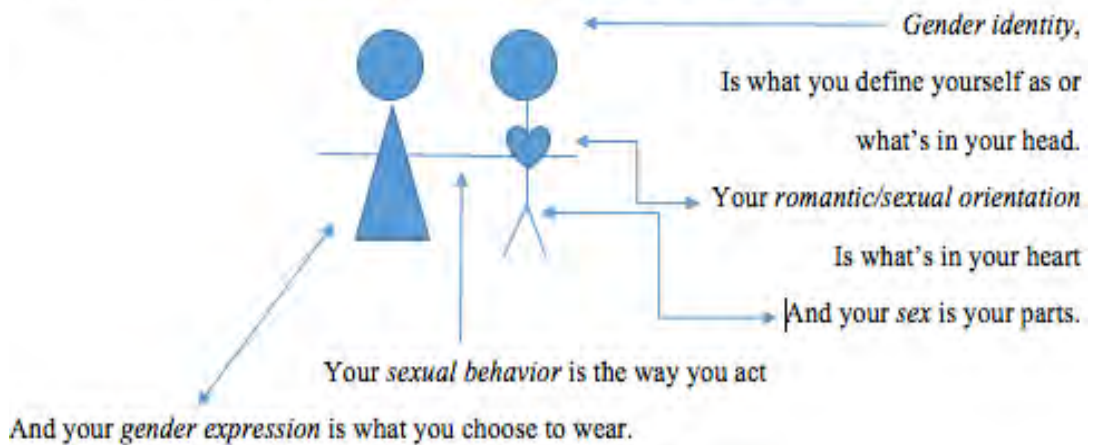 Gender identity,
Is what you define yourself as or
what's in your head.
Your romantic/sexual orientation
Is what's in your heart
And your sex is your parts.
Your sexual behavior is the way you act
And your gender expression is what you choose to wear.